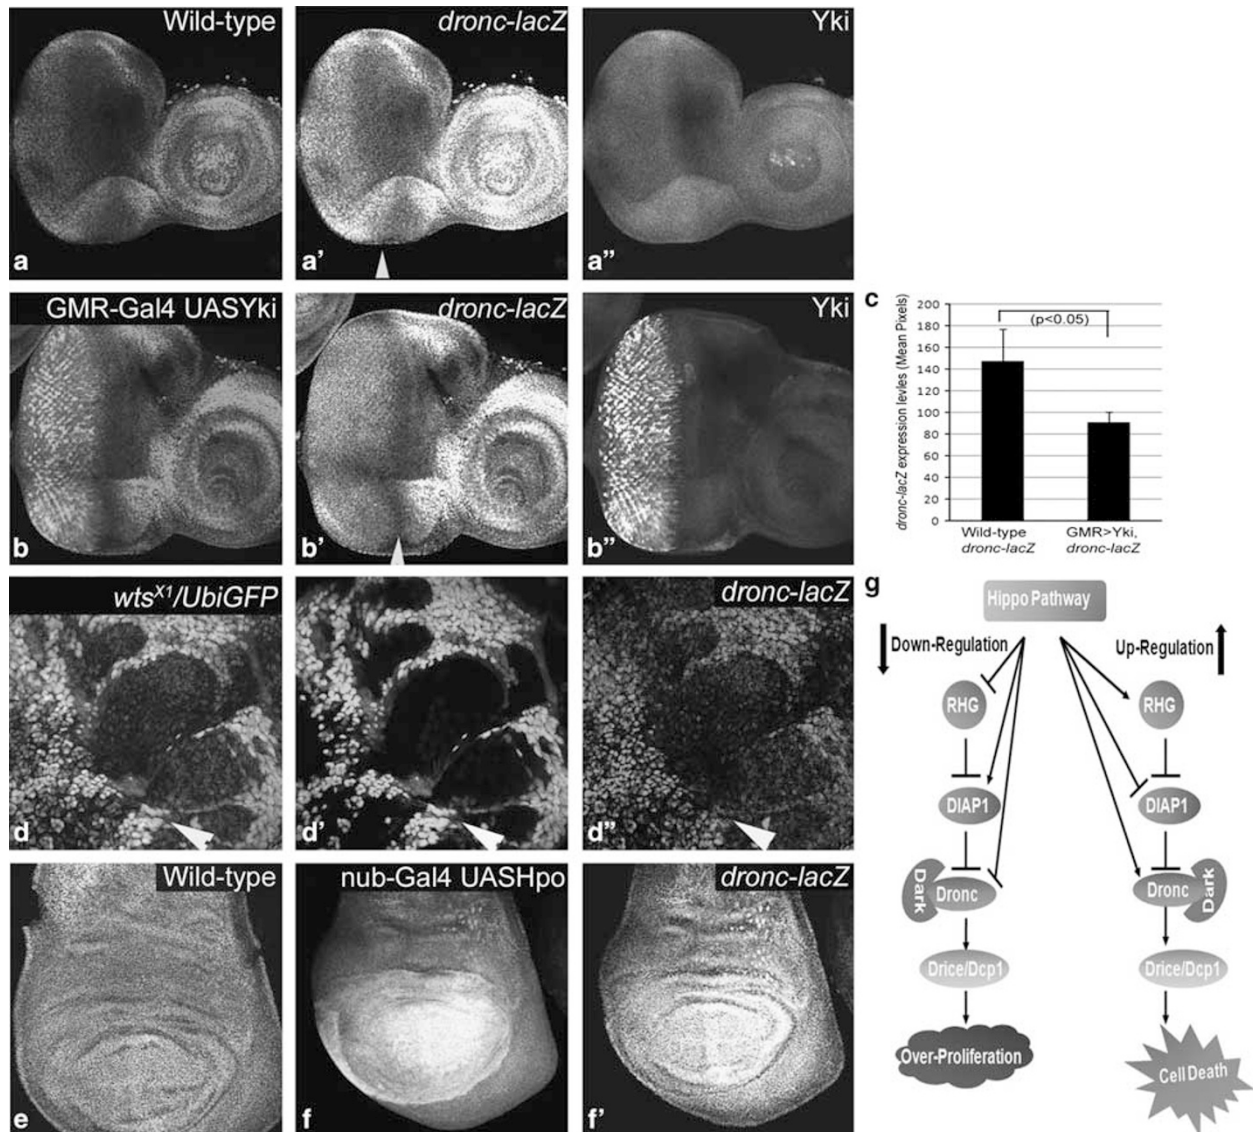 Wild-type
dronc-lacZ
Yki
a
a'
a"
GMR-Gal4 UASYki
dronc-lacZ
Yki
b
b'
b"
c
dronc-lacZ expression levles (Mean Pixels)
200
180
160
140
120
100
80
60
40
20
0
(p<0.05)
Wild-type
dronc-lacZ
GMR>Yki,
dronc-lacZ
wtsX1/UbiGFP
dronc-lacZ
d
d'
d"
Wild-type
nub-Gal4 UASHpo
dronc-lacZ
e
f
f'
g
Hippo Pathway
Down-Regulation
Up-Regulation
RHG
RHG
DIAP1
DIAP1
Dark
Dronc
Dronc
Dark
Drice/Dcp1
Drice/Dcp1
Over-Proliferation
Cell Death